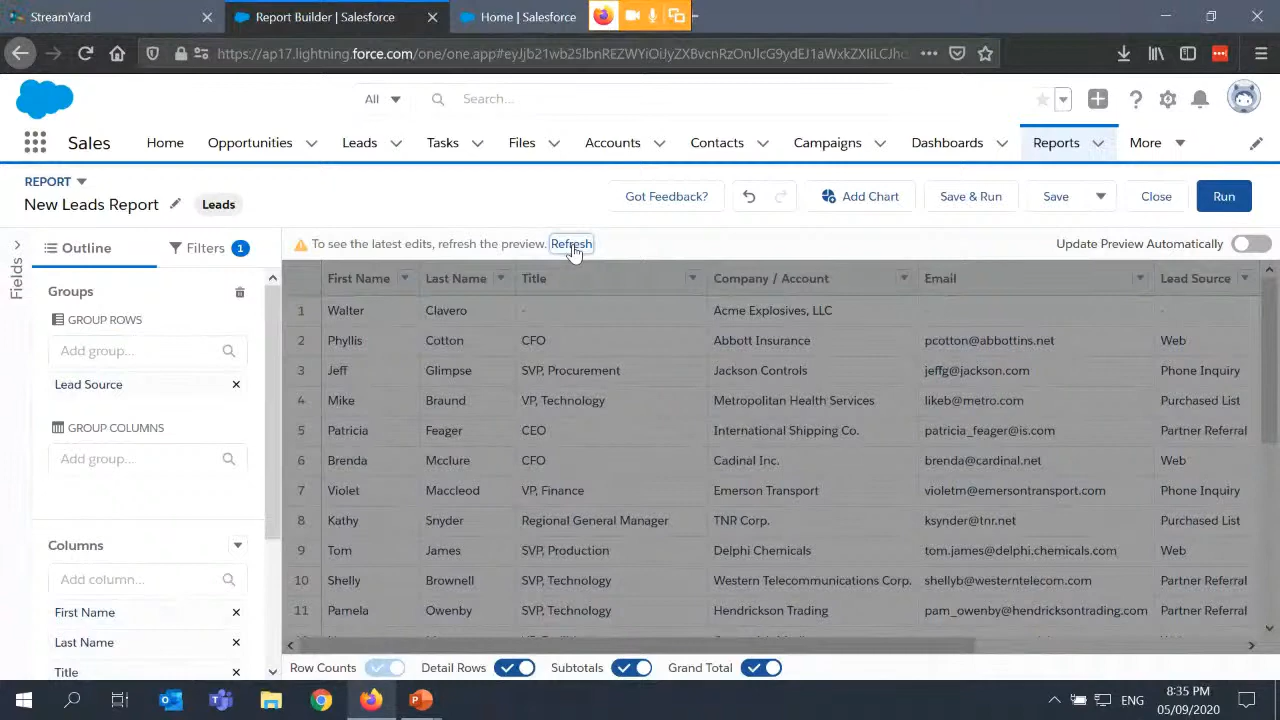 StreamYard
Report Builder | Salesforce
Home | Salesforce
https://ap17.lightning.force.com/one/one.app#eyJjb21wb25lbnREZWYiOiJyZXBvcnRzOnJlcG9ydEJ1aWxkZXIiLCJhd
All
Search...
Sales
Home
Opportunities
Leads
Tasks
Files
Accounts
Contacts
Campaigns
Dashboards
Reports
More
REPORT
New Leads Report
Leads
Got Feedback?
Add Chart
Save & Run
Save
Close
Run
Fields
Outline
Filters 1
To see the latest edits, refresh the preview. Refresh
Update Preview Automatically
Groups
GROUP ROWS
Add group...
Lead Source
GROUP COLUMNS
Add group...
Columns
Add column...
First Name
Last Name
Title
First Name Last Name Title Company / Account Email Lead Source
1 Walter Clavero - Acme Explosives, LLC - -
2 Phyllis Cotton CFO Abbott Insurance pcotton@abbottins.net Web
3 Jeff Glimpse SVP, Procurement Jackson Controls jeffg@jackson.com Phone Inquiry
4 Mike Braund VP, Technology Metropolitan Health Services likeb@metro.com Purchased List
5 Patricia Feager CEO International Shipping Co. patricia_feager@is.com Partner Referral
6 Brenda Mcclure CFO Cadinal Inc. brenda@cardinal.net Web
7 Violet Maccleod VP, Finance Emerson Transport violetm@emersontransport.com Phone Inquiry
8 Kathy Snyder Regional General Manager TNR Corp. ksynder@tnr.net Purchased List
9 Tom James SVP, Production Delphi Chemicals tom.james@delphi.chemicals.com Web
10 Shelly Brownell SVP, Technology Western Telecommunications Corp. shellyb@westerntelecom.com Partner Referral
11 Pamela Owenby SVP, Technology Hendrickson Trading pam_owenby@hendricksontrading.com Partner Referral
Row Counts
Detail Rows
Subtotals
Grand Total
ENG
8:35 PM
05/09/2020